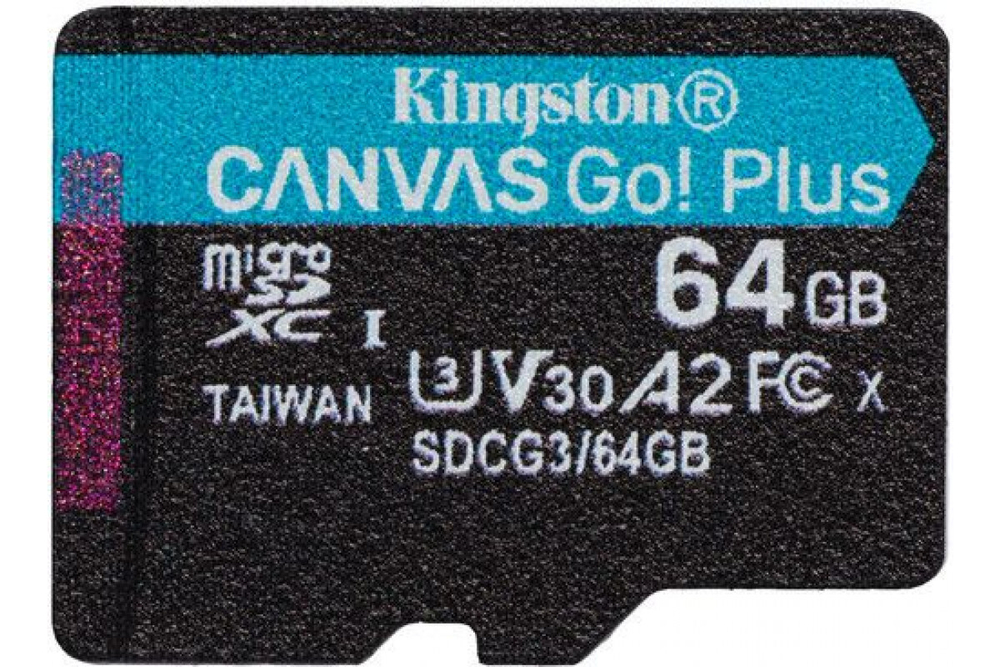 Kingston®
CANVAS Go! Plus
micro
SD
XC I
64GB
TAIWAN
U3 V30 A2 FC X
SDCG3/64GB